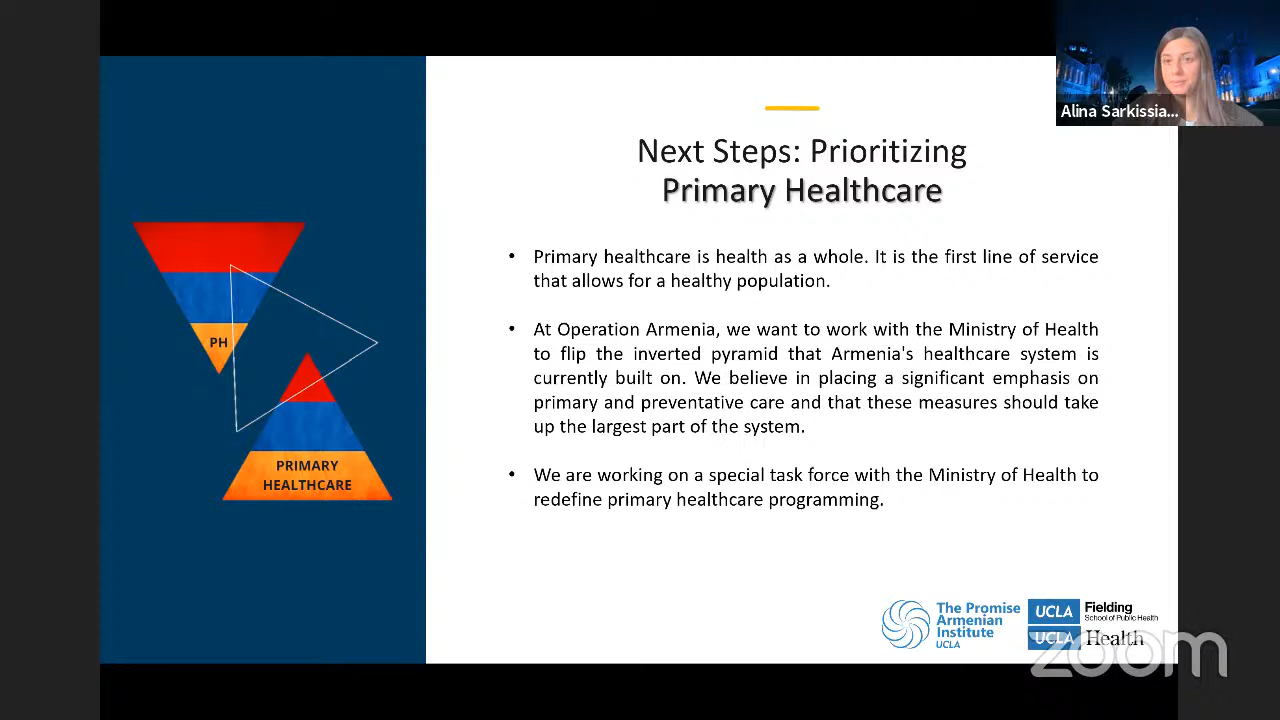 Alina Sarkissia...
Next Steps: Prioritizing
Primary Healthcare
• Primary healthcare is health as a whole. It is the first line of service
that allows for a healthy population.
• At Operation Armenia, we want to work with the Ministry of Health
to flip the inverted pyramid that Armenia's healthcare system is
currently built on. We believe in placing a significant emphasis on
primary and preventative care and that these measures should take
up the largest part of the system.
• We are working on a special task force with the Ministry of Health to
redefine primary healthcare programming.
PH
PRIMARY
HEALTHCARE
The Promise
Armenian
Institute
UCLA
UCLA Fielding
School of Public Health
UCLA Health
zoom